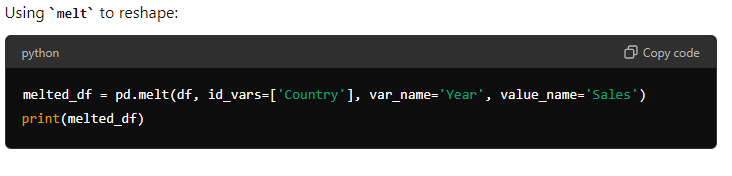 Using `melt` to reshape:
python
Copy code
melted_df = pd.melt(df, id_vars=['Country'], var_name='Year', value_name='Sales')
print(melted_df)